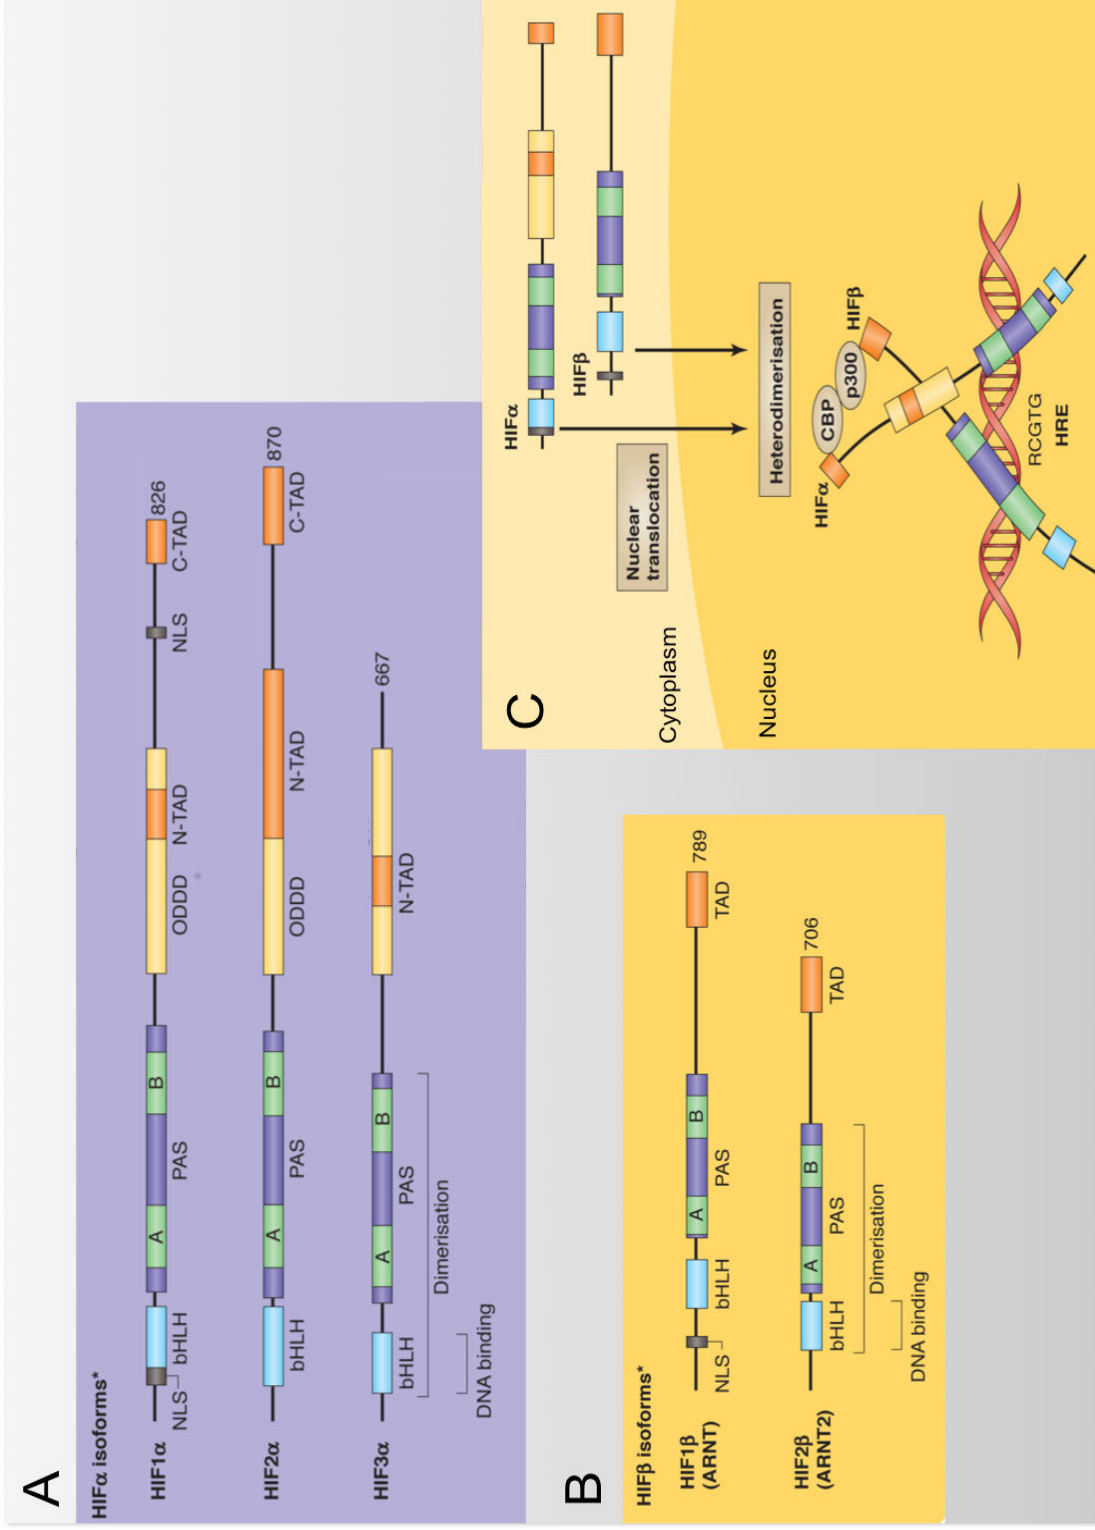 A
HIFα isoforms*
HIF1α
NLS
bHLH
A
PAS
B
ODDD
N-TAD
NLS
C-TAD
826
HIF2α
bHLH
A
PAS
B
ODDD
N-TAD
C-TAD
870
HIF3α
bHLH
A
PAS
B
N-TAD
667
Dimerisation
DNA binding
B
HIFβ isoforms*
HIF1β
(ARNT)
NLS
bHLH
A
PAS
B
TAD
789
HIF2β
(ARNT2)
bHLH
A
PAS
B
TAD
706
Dimerisation
DNA binding
C
HIFα
HIFβ
Cytoplasm
Nuclear
translocation
Nucleus
Heterodimerisation
HIFα
CBP
p300
HIFβ
RCGTG
HRE